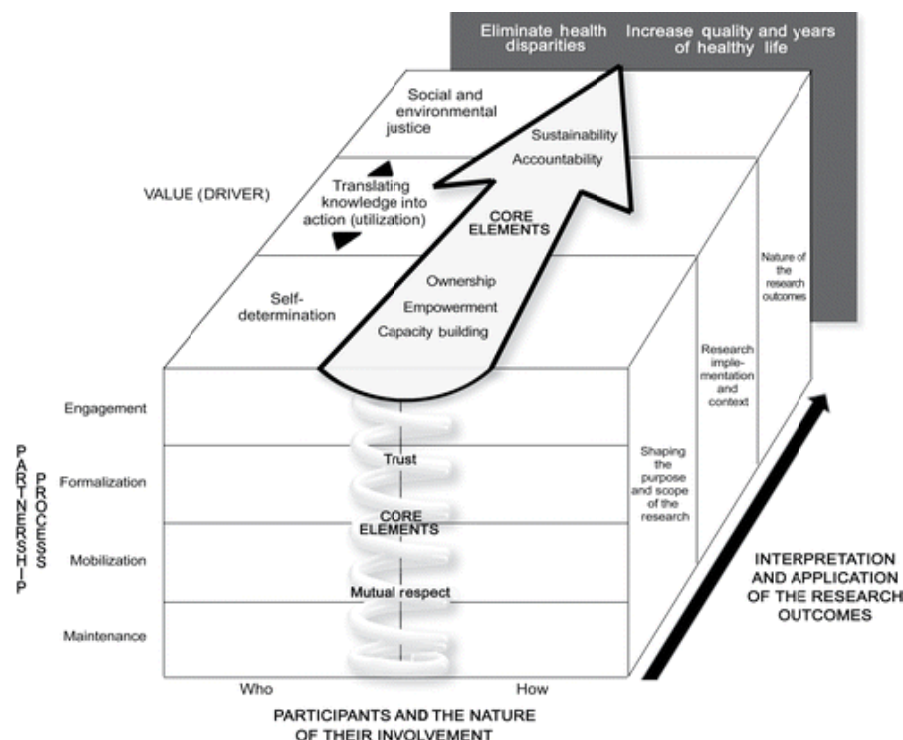 Eliminate health
disparities
Increase quality and years
of healthy life
Social and
environmental
justice
Sustainability
Accountability
VALUE (DRIVER)
Translating
knowledge into
action (utilization)
CORE
ELEMENTS
Nature of
the
research
outcomes
Self-
determination
Ownership
Empowerment
Capacity building
Research
imple-
mentation
and
context
Engagement
Shaping
the
purpose
and scope
of the
research
Trust
PARTNERSHIP
PROCESS
Formalization
CORE
ELEMENTS
Mobilization
Mutual respect
INTERPRETATION
AND APPLICATION
OF THE RESEARCH
OUTCOMES
Maintenance
Who
How
PARTICIPANTS AND THE NATURE
OF THEIR INVOLVEMENT